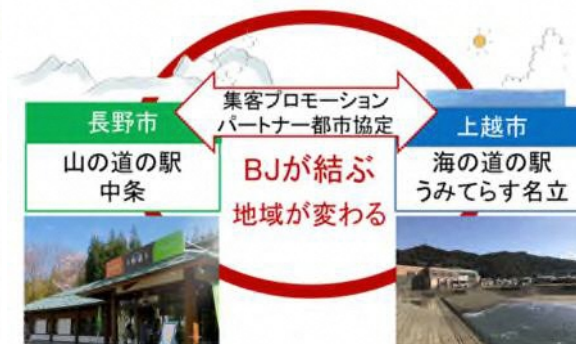 集客プロモーション
パートナー都市協定
長野市
山の道の駅
中条
BJが結ぶ
地域が変わる
上越市
海の道の駅
うみてらす名立